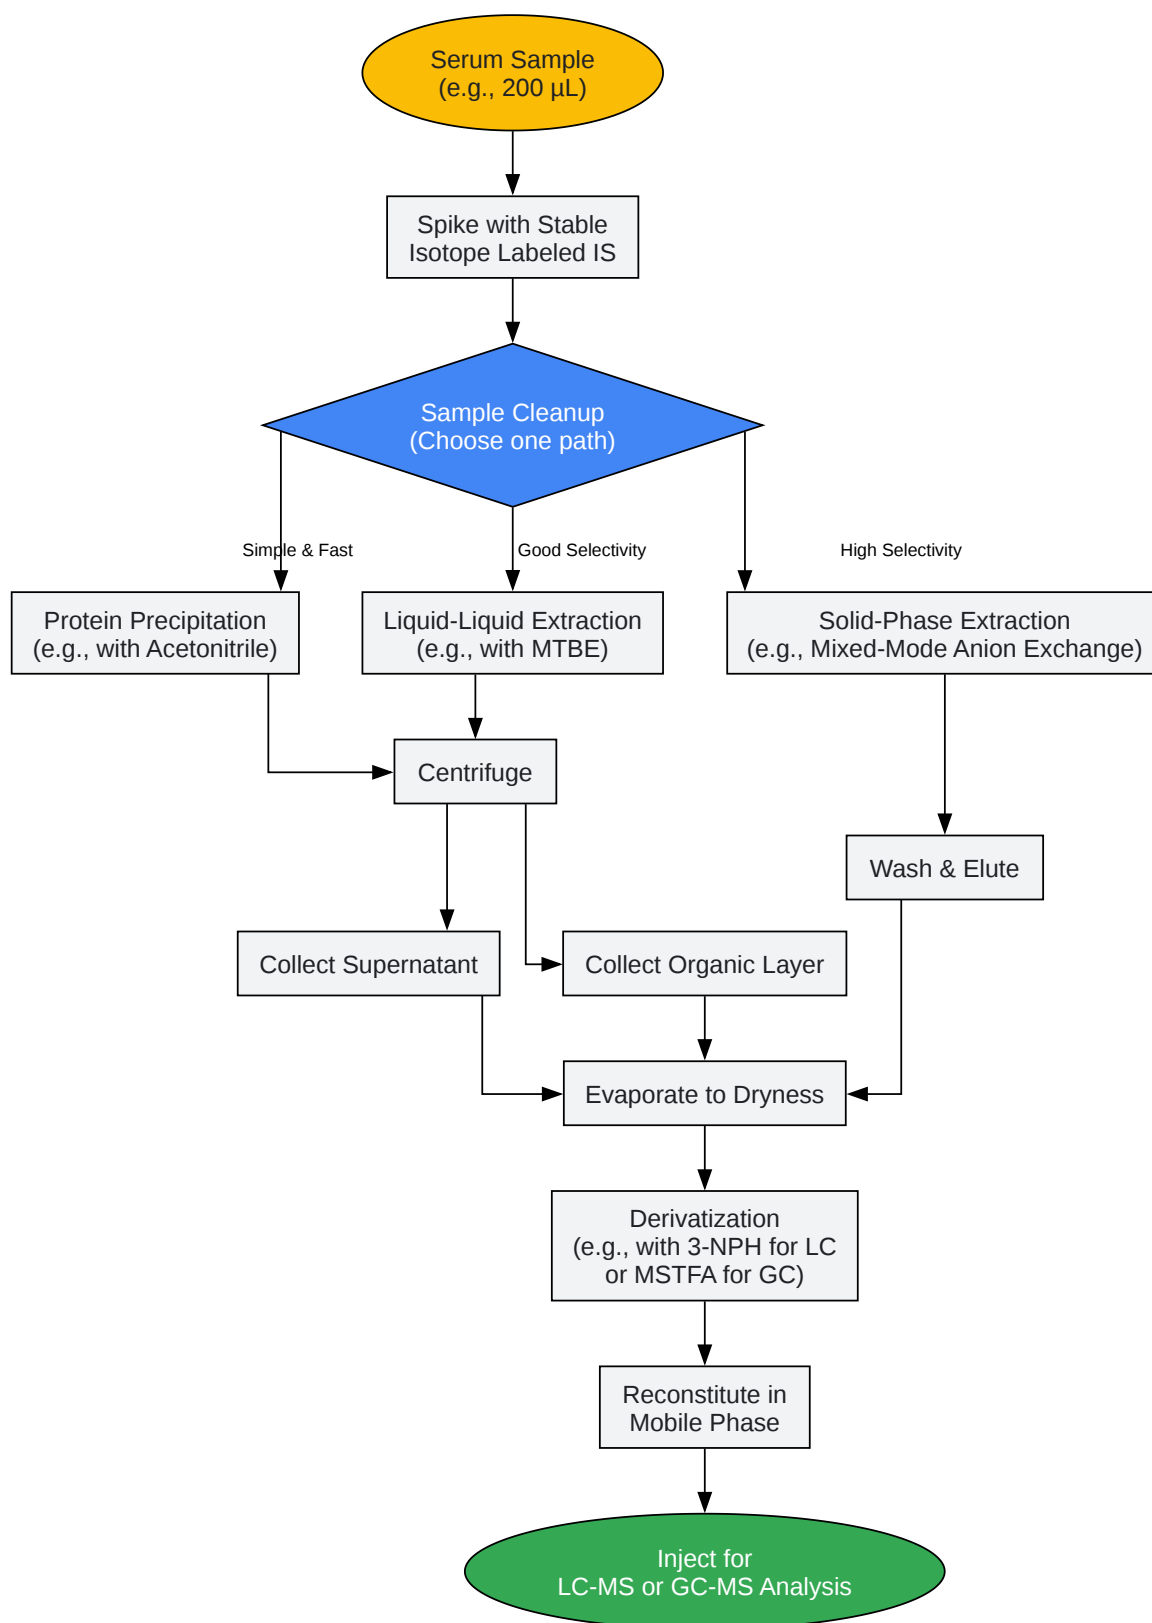 Serum Sample
(e.g., 200 µL)
Spike with Stable
Isotope Labeled IS
Sample Cleanup
(Choose one path)
Simple & Fast
Good Selectivity
High Selectivity
Protein Precipitation
(e.g., with Acetonitrile)
Liquid-Liquid Extraction
(e.g., with MTBE)
Solid-Phase Extraction
(e.g., Mixed-Mode Anion Exchange)
Centrifuge
Wash & Elute
Collect Supernatant
Collect Organic Layer
Evaporate to Dryness
Derivatization
(e.g., with 3-NPH for LC
or MSTFA for GC)
Reconstitute in
Mobile Phase
Inject for
LC-MS or GC-MS Analysis